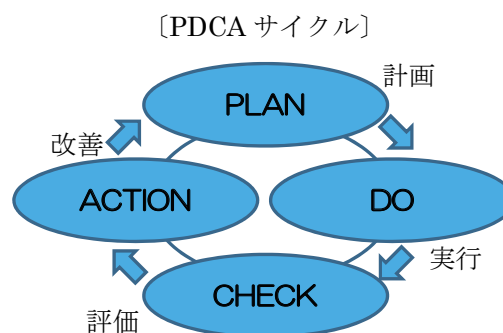 〔PDCA サイクル〕
PLAN
計画
DO
実行
CHECK
評価
ACTION
改善